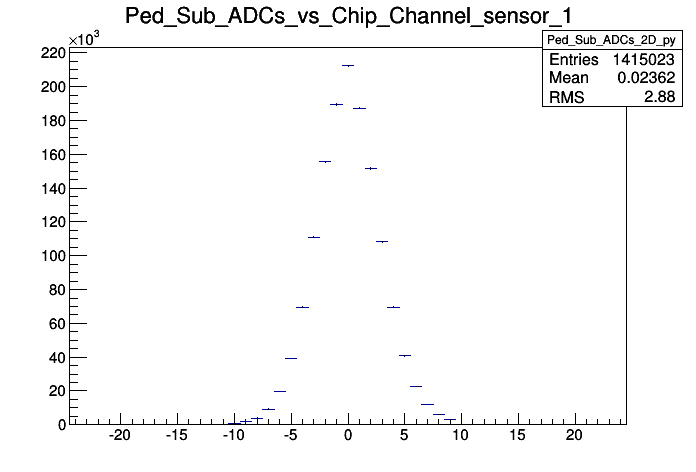 Ped_Sub_ADCs_vs_Chip_Channel_sensor_1
×10³
Ped_Sub_ADCs_2D_py
Entries 1415023
Mean 0.02362
RMS 2.88
220
200
180
160
140
120
100
80
60
40
20
0
-20 -15 -10 -5 0 5 10 15 20